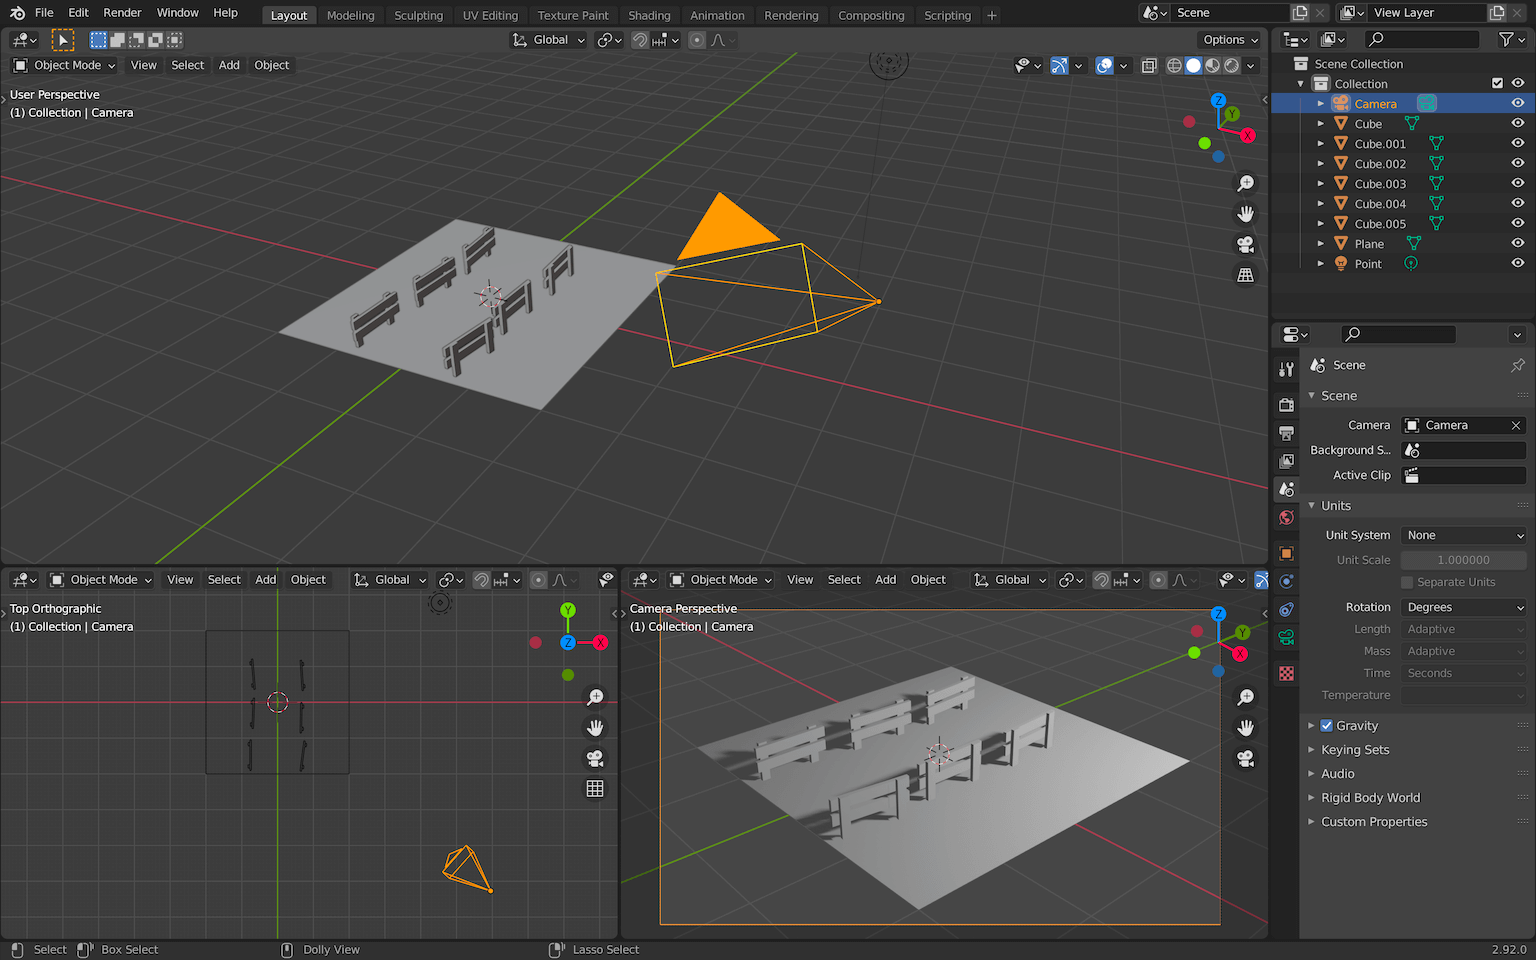 File Edit Render Window Help Layout Modeling Sculpting UV Editing Texture Paint Shading Animation Rendering Compositing Scripting + Scene View Layer
Global Options
Object Mode View Select Add Object
User Perspective
(1) Collection | Camera
Z
Y
X
Scene Collection
Collection
Camera
Cube
Cube.001
Cube.002
Cube.003
Cube.004
Cube.005
Plane
Point
Scene
Scene
Camera Camera
Background S...
Active Clip
Units
Unit System None
Unit Scale 1.000000
Separate Units
Rotation Degrees
Length Adaptive
Mass Adaptive
Time Seconds
Temperature
Gravity
Keying Sets
Audio
Rigid Body World
Custom Properties
Object Mode View Select Add Object Global
Top Orthographic
(1) Collection | Camera
Y
Z X
Object Mode View Select Add Object Global
Camera Perspective
(1) Collection | Camera
Z
Y
X
Select Box Select Dolly View Lasso Select 2.92.0